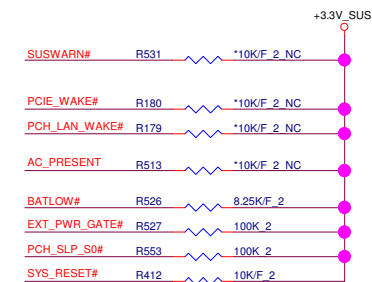 +3.3V_SUS
SUSWARN# R531 *10K/F_2_NC
PCIE_WAKE# R180 *10K/F_2_NC
PCH_LAN_WAKE# R179 *10K/F_2_NC
AC_PRESENT R513 *10K/F_2_NC
BATLOW# R526 8.25K/F_2
EXT_PWR_GATE# R527 100K_2
PCH_SLP_S0# R553 100K_2
SYS_RESET# R412 10K/F_2